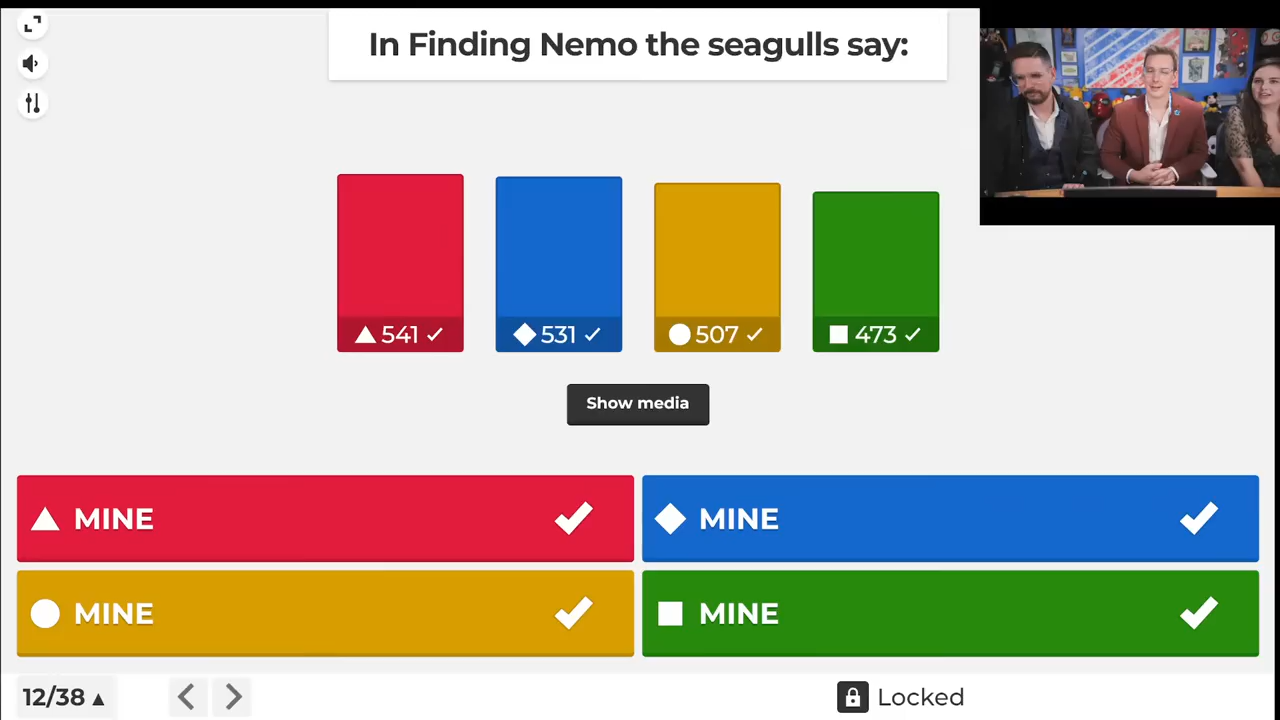 In Finding Nemo the seagulls say:
541
531
507
473
Show media
MINE
MINE
MINE
MINE
12/38
Locked